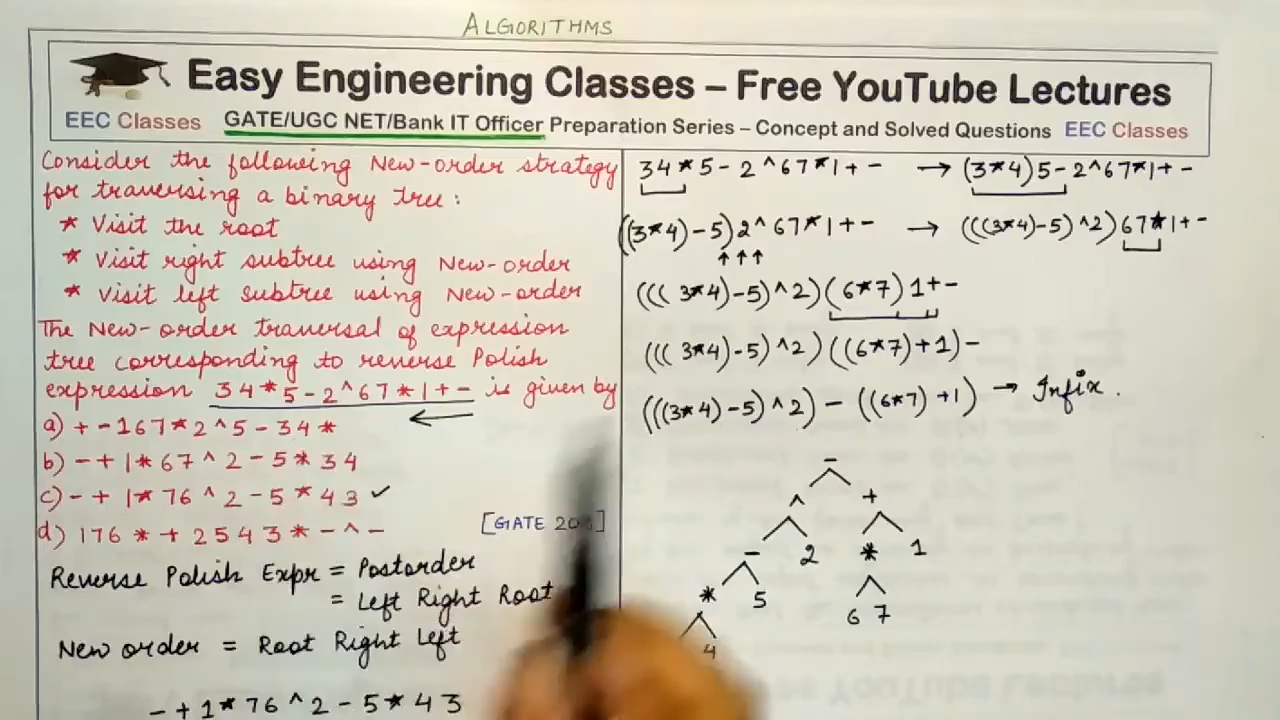 ALGORITHMS
Easy Engineering Classes – Free YouTube Lectures
EEC Classes GATE/UGC NET/Bank IT Officer Preparation Series – Concept and Solved Questions EEC Classes
Consider the following New-order strategy
for traversing a binary tree:
* Visit the root
* Visit right subtree using New-order
* Visit left subtree using New-order
The New-order traversal of expression
tree corresponding to reverse Polish
expression 34*5-2^67*1+- is given by
a) +-167*2^5-34*
b) -+1*67^2-5*34
c) -+1*76^2-5*43 ✓
d) 176*+2543*-^-
[GATE
Reverse Polish Expr = Postorder
= Left Right Root
New order = Root Right Left
-+1*76^2-5*43
34*5-2^67*1+- → (3*4)5-2^67*1+-
((3*4)-5)2^67*1+- → (((3*4)-5)^2)67*1+-
(((3*4)-5)^2)(6*7)1+-
(((3*4)-5)^2)((6*7)+1)-
(((3*4)-5)^2)-((6*7)+1) → Infix.
-
^ +
- 2 * 1
* 5 6 7
4